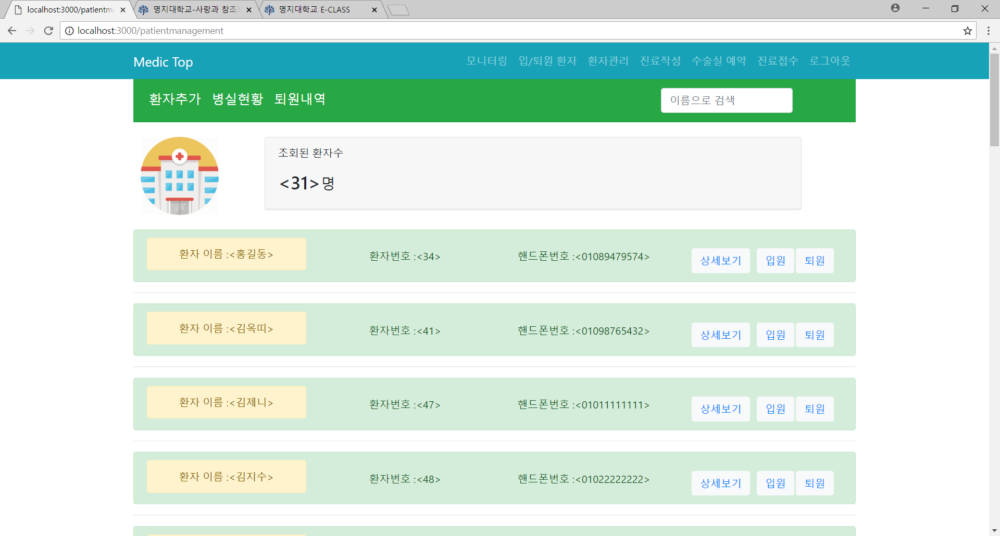 localhost:3000/patientm
명지대학교-사랑과 창조
명지대학교 E-CLASS
localhost:3000/patientmanagement
Medic Top
모니터링 입/퇴원 환자 환자관리 진료작성 수술실 예약 진료접수 로그아웃
환자추가 병실현황 퇴원내역
이름으로 검색
조회된 환자수
<31> 명
환자 이름 :<홍길동> 환자번호 :<34> 핸드폰번호 :<01089479574> 상세보기 입원 퇴원
환자 이름 :<김옥띠> 환자번호 :<41> 핸드폰번호 :<01098765432> 상세보기 입원 퇴원
환자 이름 :<김제니> 환자번호 :<47> 핸드폰번호 :<01011111111> 상세보기 입원 퇴원
환자 이름 :<김지수> 환자번호 :<48> 핸드폰번호 :<01022222222> 상세보기 입원 퇴원